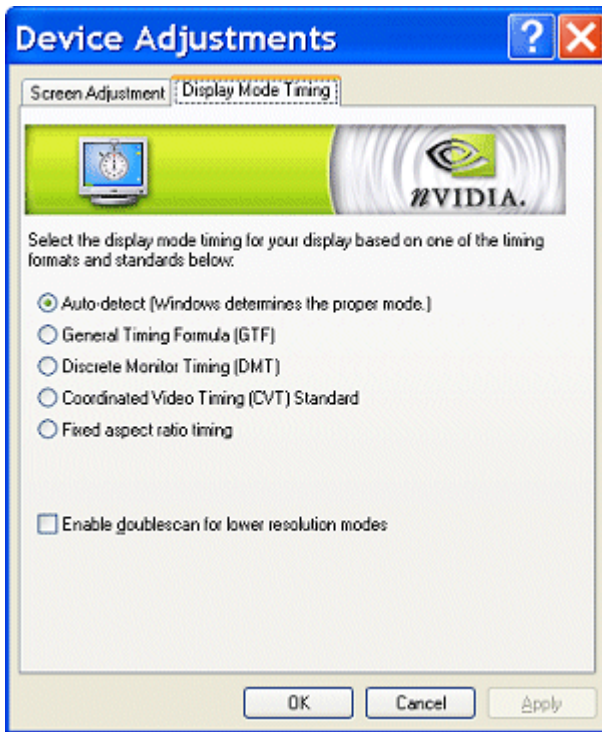 Device Adjustments
?
Screen Adjustment
Display Mode Timing
nVIDIA.
Select the display mode timing for your display based on one of the timing
formats and standards below:
Auto-detect (Windows determines the proper mode.)
General Timing Formula (GTF)
Discrete Monitor Timing (DMT)
Coordinated Video Timing (CVT) Standard
Fixed aspect ratio timing
Enable doublescan for lower resolution modes
OK
Cancel
Apply